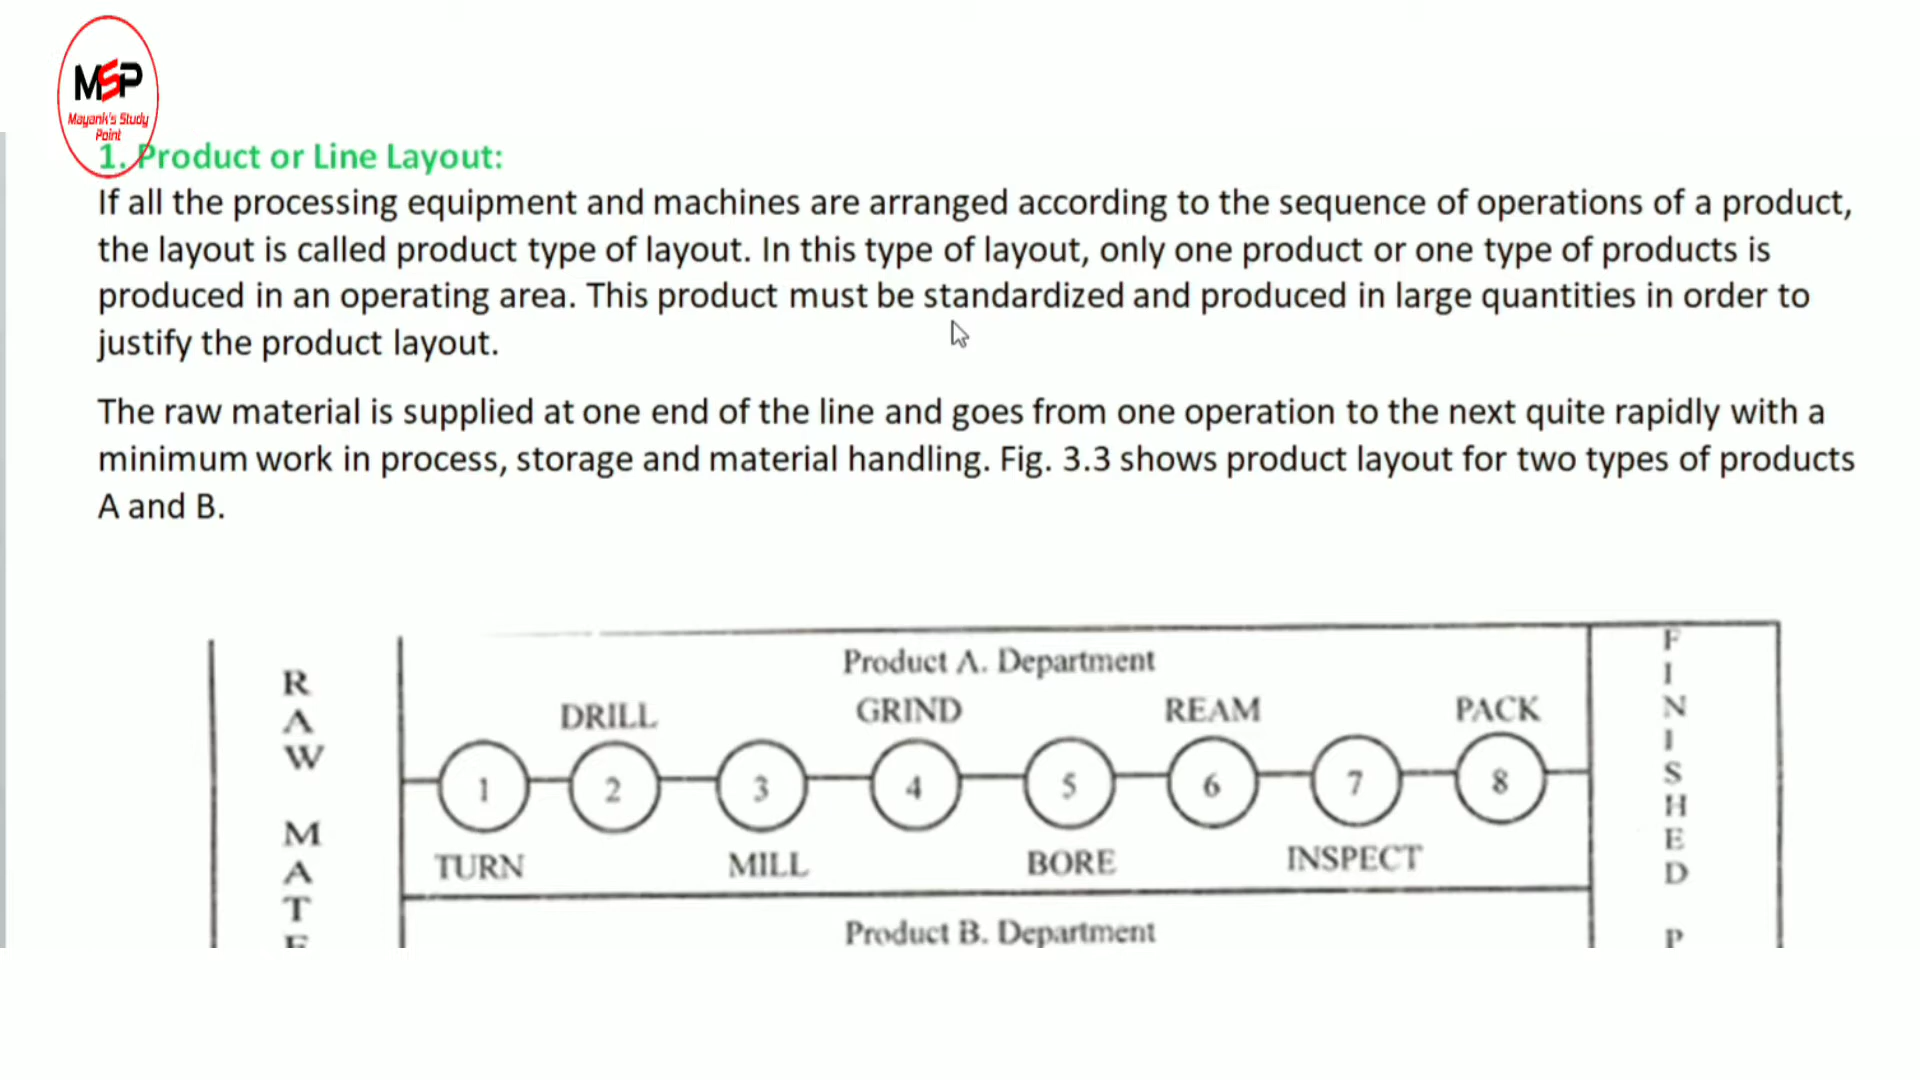 MSP
Mayank's Study
Point
1. Product or Line Layout:
If all the processing equipment and machines are arranged according to the sequence of operations of a product,
the layout is called product type of layout. In this type of layout, only one product or one type of products is
produced in an operating area. This product must be standardized and produced in large quantities in order to
justify the product layout.
The raw material is supplied at one end of the line and goes from one operation to the next quite rapidly with a
minimum work in process, storage and material handling. Fig. 3.3 shows product layout for two types of products
A and B.
RAW MATE
Product A. Department
DRILL GRIND REAM PACK
1 2 3 4 5 6 7 8
TURN MILL BORE INSPECT
Product B. Department
FINISHED P